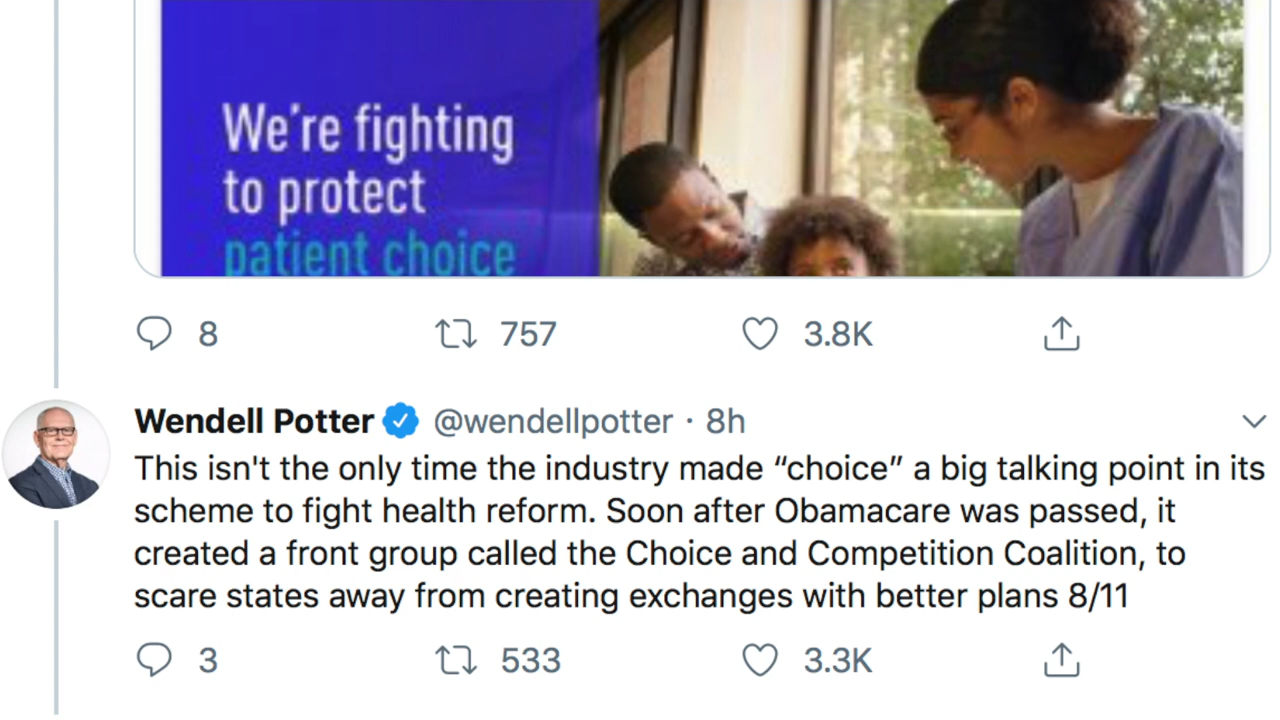 We're fighting
to protect
patient choice
8 757 3.8K
Wendell Potter @wendellpotter · 8h
This isn't the only time the industry made “choice” a big talking point in its
scheme to fight health reform. Soon after Obamacare was passed, it
created a front group called the Choice and Competition Coalition, to
scare states away from creating exchanges with better plans 8/11
3 533 3.3K